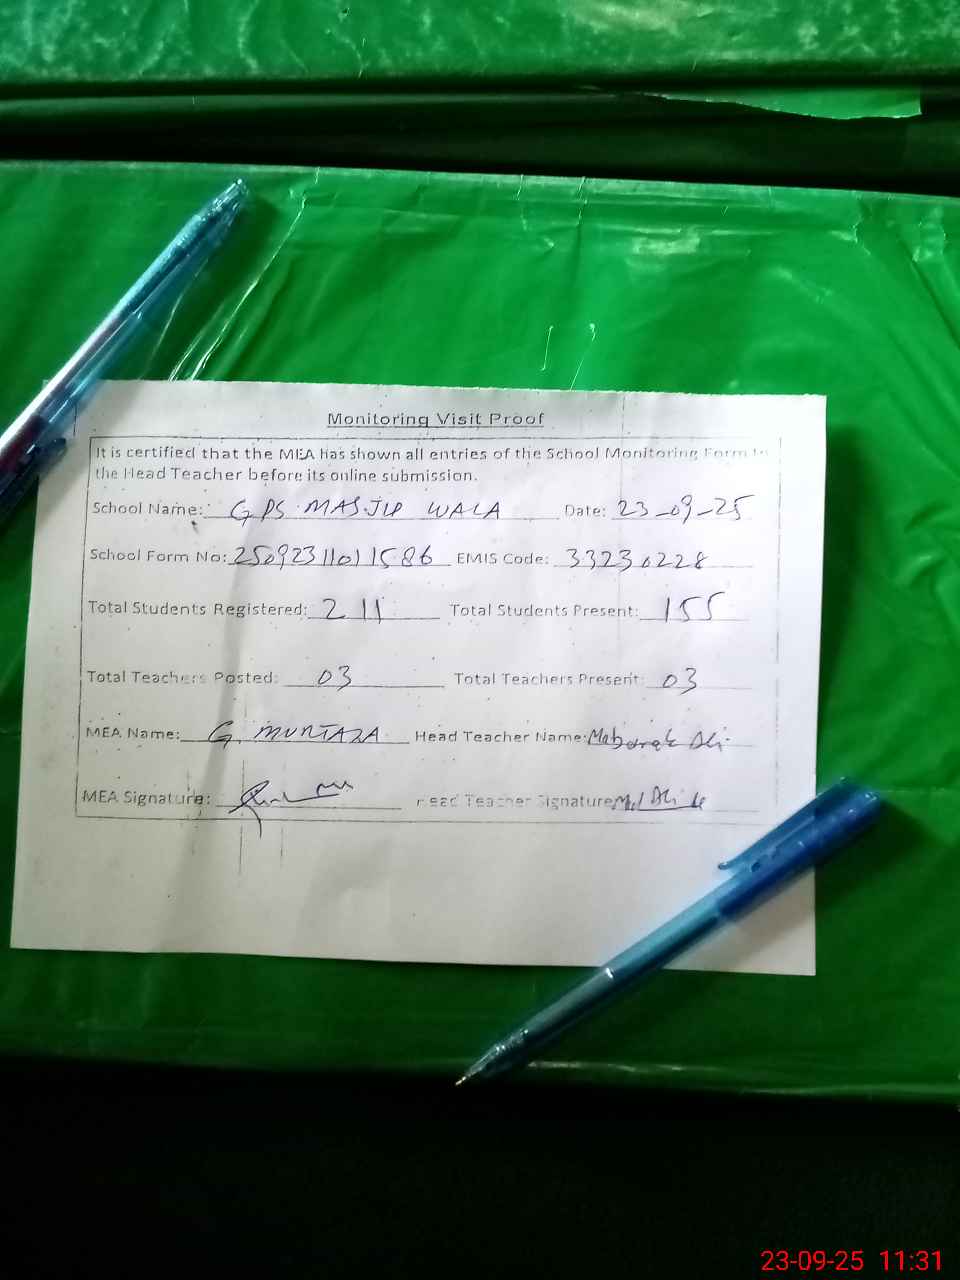 Monitoring Visit Proof
It is certified that the MEA has shown all entries of the School Monitoring Form to
the Head Teacher before its online submission.
School Name: GPS MASJID WALA Date: 23-09-25
School Form No: 25092311011586 EMIS Code: 33230228
Total Students Registered: 211 Total Students Present: 155
Total Teachers Posted: 03 Total Teachers Present: 03
MEA Name: G. MURTAZA Head Teacher Name: Mabarak Ali
MEA Signature: Head Teacher Signature
23-09-25 11:31